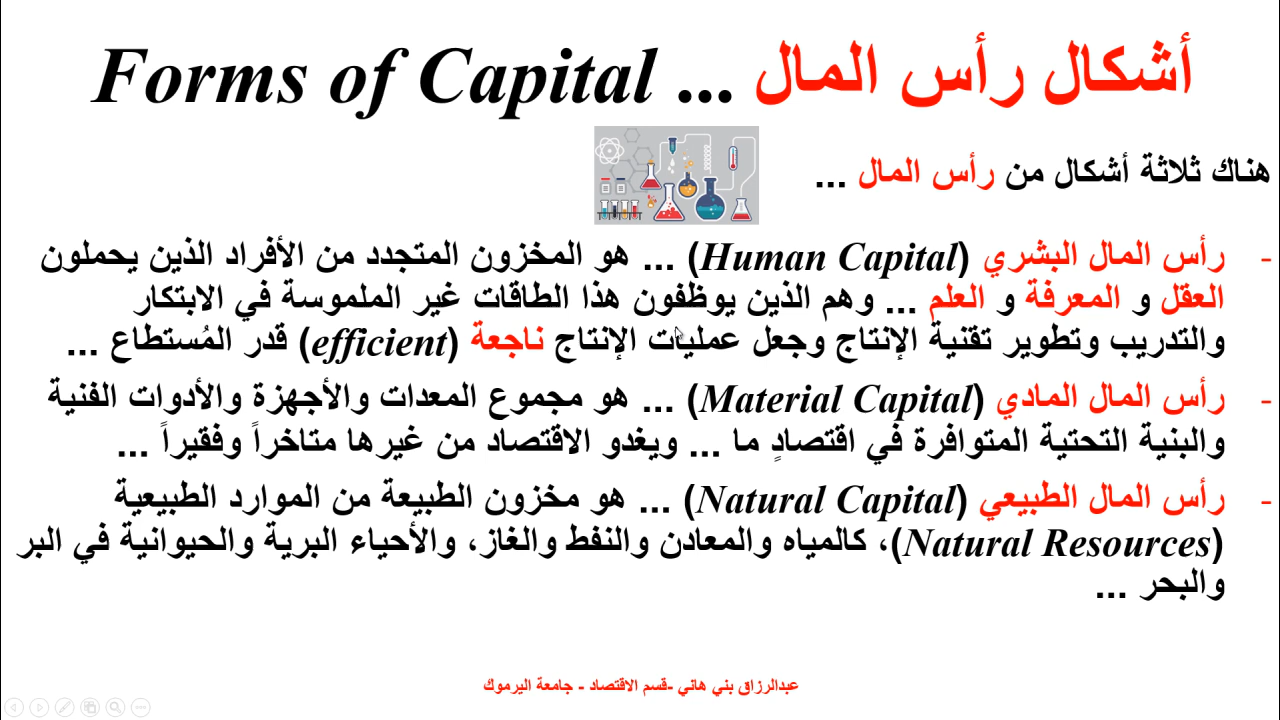 أشكال رأس المال ... Forms of Capital
هناك ثلاثة أشكال من رأس المال ...
- رأس المال البشري (Human Capital) ... هو المخزون المتجدد من الأفراد الذين يحملون
العقل و المعرفة و العلم ... وهم الذين يوظفون هذا الطاقات غير الملموسة في الابتكار
والتدريب وتطوير تقنية الإنتاج وجعل عمليات الإنتاج ناجعة (efficient) قدر المُستطاع ...
- رأس المال المادي (Material Capital) ... هو مجموع المعدات والأجهزة والأدوات الفنية
والبنية التحتية المتوافرة في اقتصادٍ ما ... ويغدو الاقتصاد من غيرها متاخراً وفقيراً ...
- رأس المال الطبيعي (Natural Capital) ... هو مخزون الطبيعة من الموارد الطبيعية
(Natural Resources)، كالمياه والمعادن والنفط والغاز، والأحياء البرية والحيوانية في البر
والبحر ...
عبدالرزاق بني هاني -قسم الاقتصاد - جامعة اليرموك